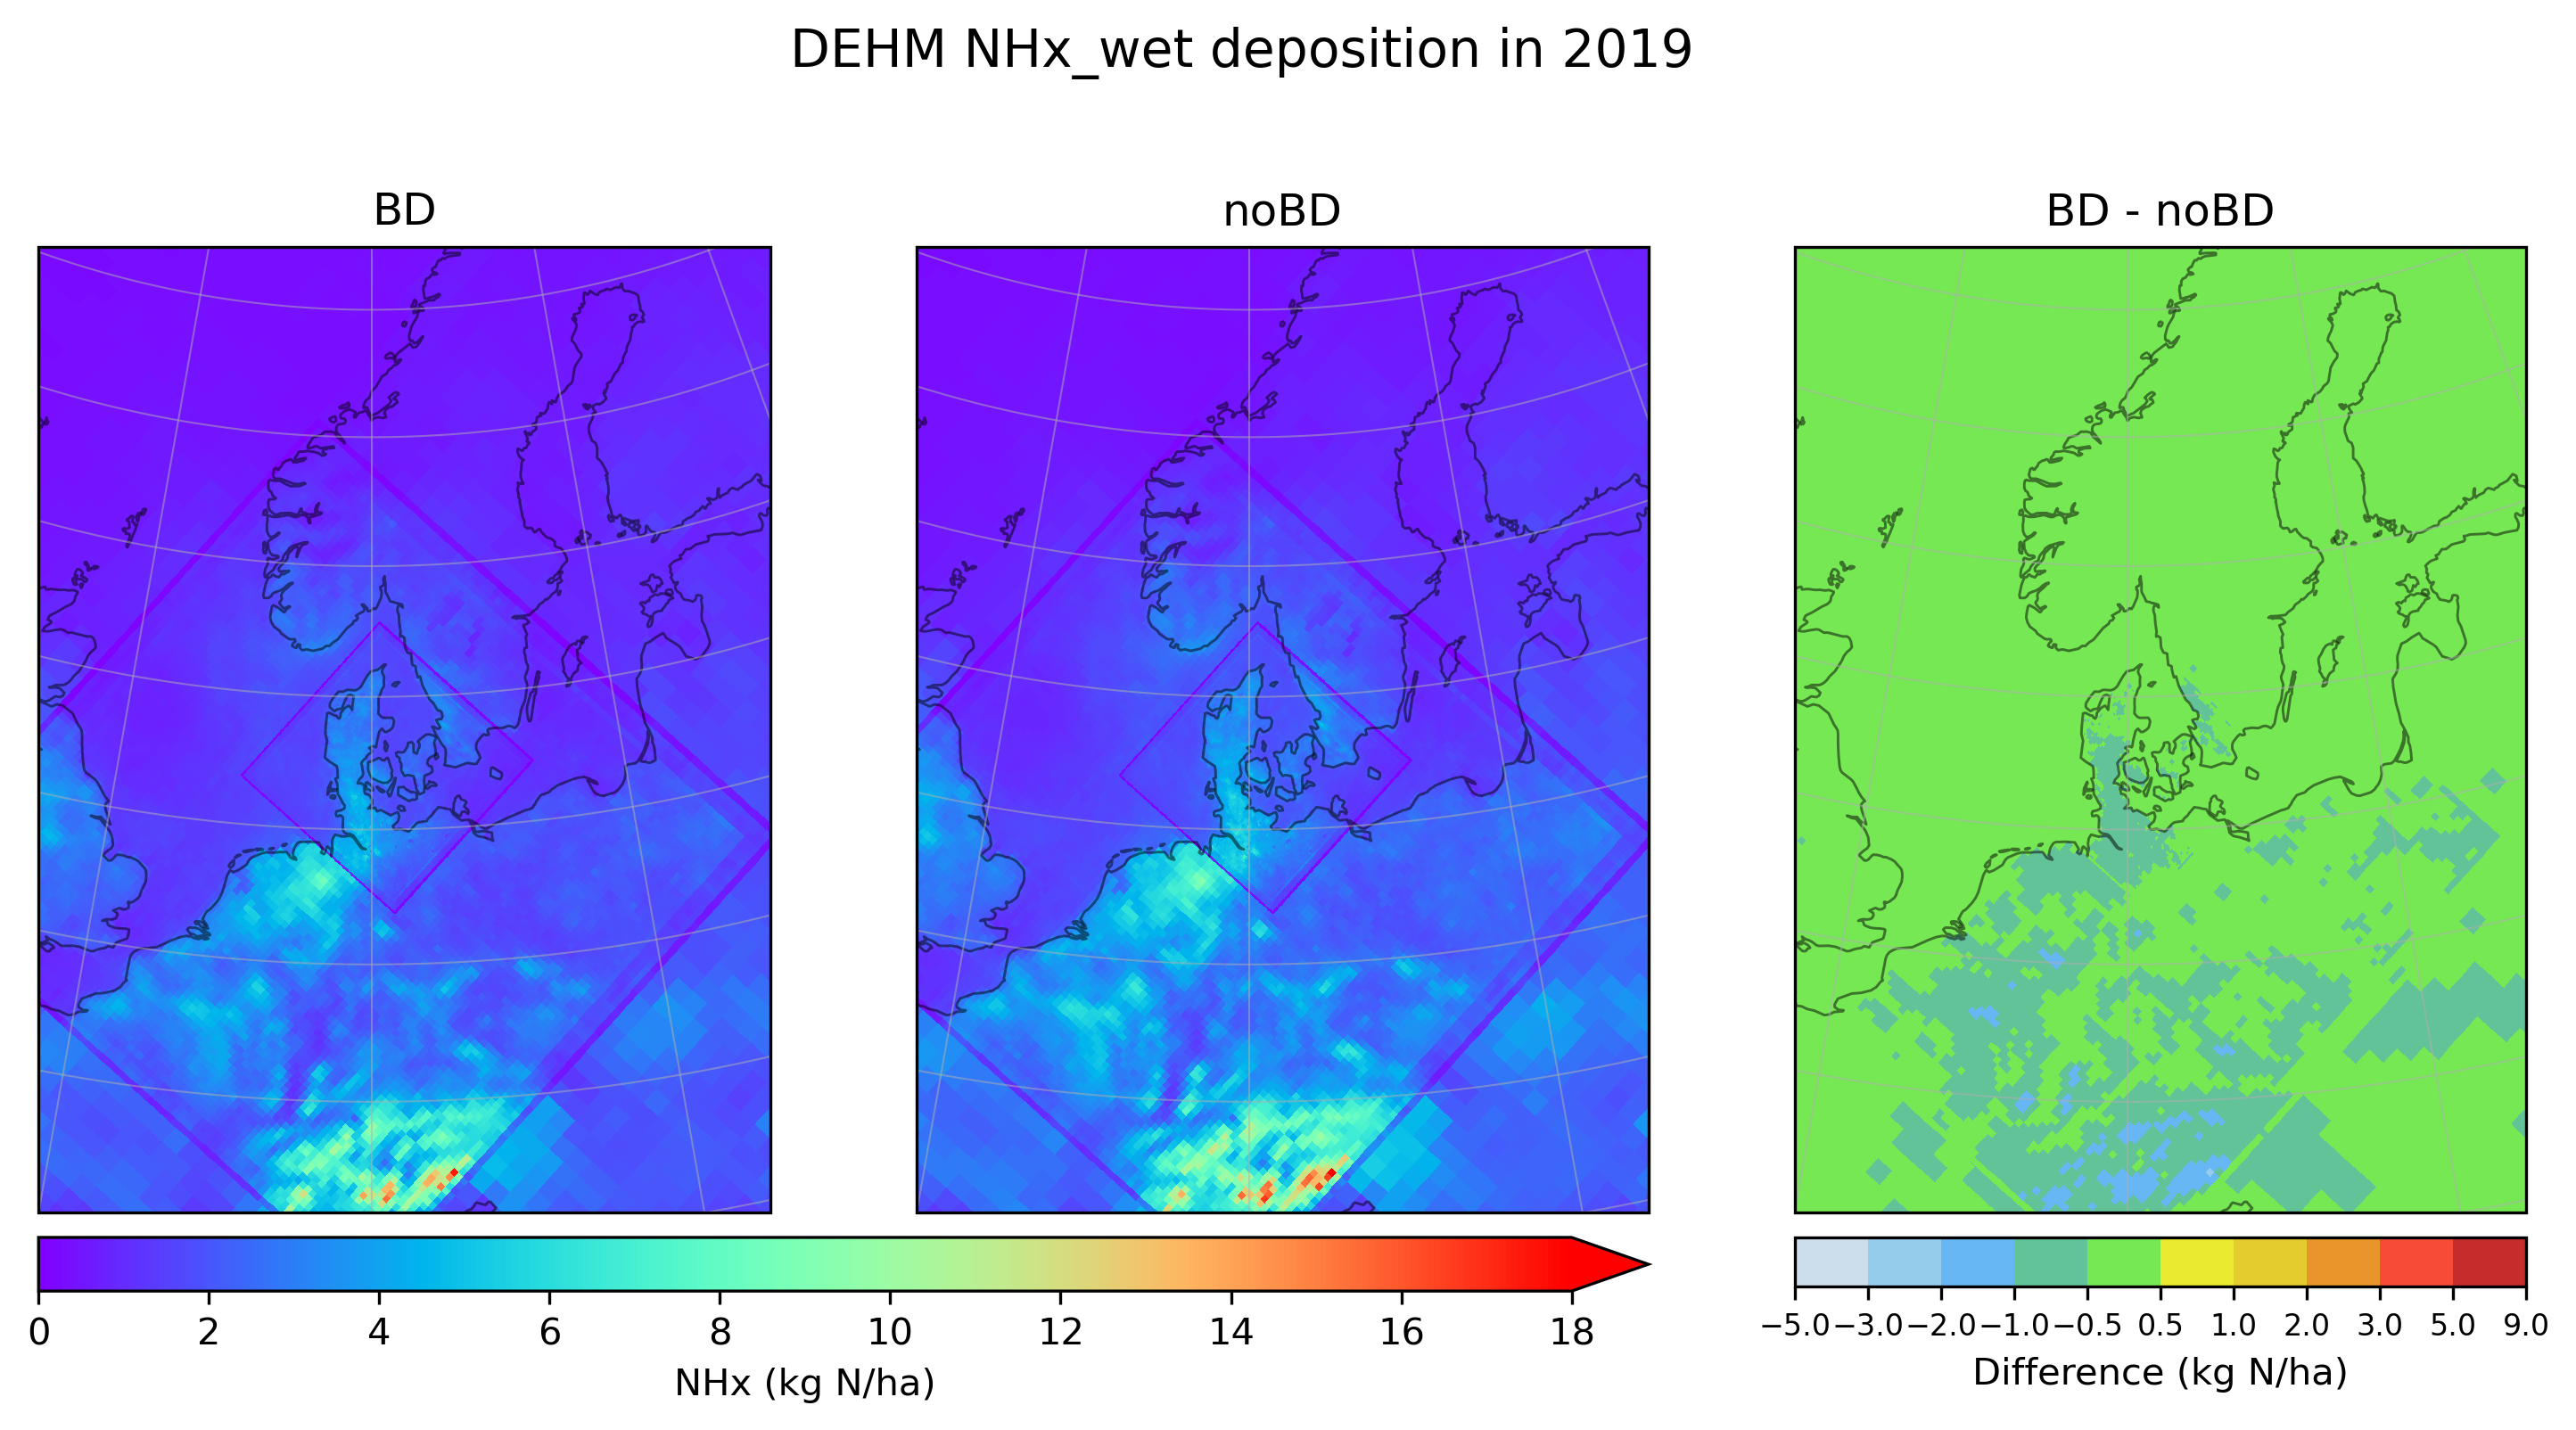 DEHM NHx_wet deposition in 2019
BD
noBD
BD - noBD
0 2 4 6 8 10 12 14 16 18
NHx (kg N/ha)
−5.0 −3.0 −2.0 −1.0 −0.5 0.5 1.0 2.0 3.0 5.0 9.0
Difference (kg N/ha)